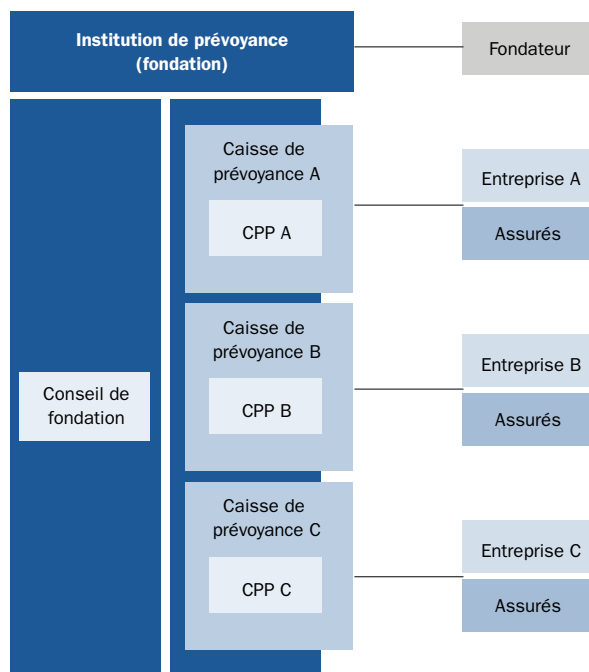 Institution de prévoyance
(fondation)
Fondateur
Conseil de
fondation
Caisse de
prévoyance A
CPP A
Entreprise A
Assurés
Caisse de
prévoyance B
CPP B
Entreprise B
Assurés
Caisse de
prévoyance C
CPP C
Entreprise C
Assurés